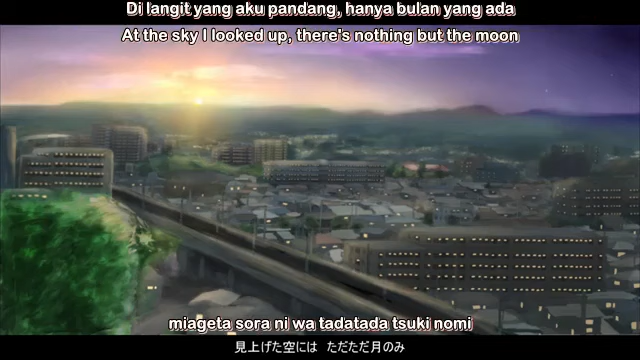 Di langit yang aku pandang, hanya bulan yang ada
At the sky I looked up, there's nothing but the moon
miageta sora ni wa tadatada tsuki nomi
見上げた空には　ただただ月のみ